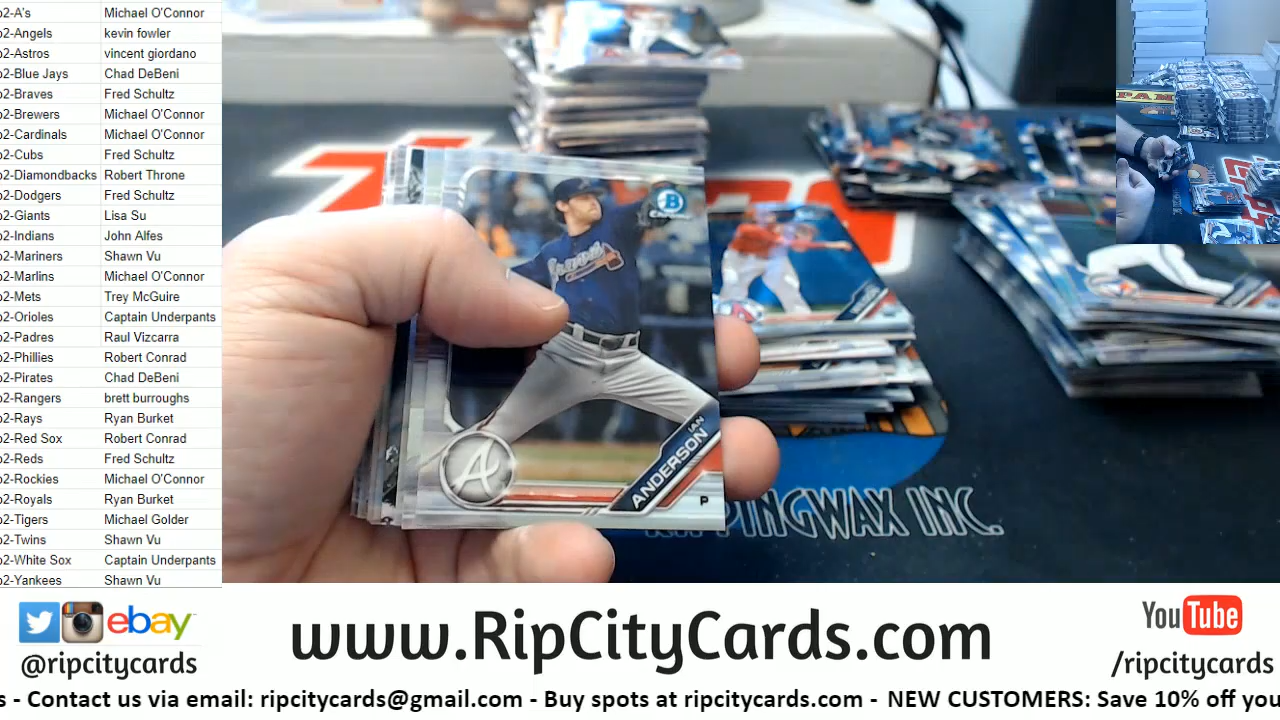 o2-A's Michael O'Connor
o2-Angels kevin fowler
o2-Astros vincent giordano
o2-Blue Jays Chad DeBeni
o2-Braves Fred Schultz
o2-Brewers Michael O'Connor
o2-Cardinals Michael O'Connor
o2-Cubs Fred Schultz
o2-Diamondbacks Robert Throne
o2-Dodgers Fred Schultz
o2-Giants Lisa Su
o2-Indians John Alfes
o2-Mariners Shawn Vu
o2-Marlins Michael O'Connor
o2-Mets Trey McGuire
o2-Orioles Captain Underpants
o2-Padres Raul Vizcarra
o2-Phillies Robert Conrad
o2-Pirates Chad DeBeni
o2-Rangers brett burroughs
o2-Rays Ryan Burket
o2-Red Sox Robert Conrad
o2-Reds Fred Schultz
o2-Rockies Michael O'Connor
o2-Royals Ryan Burket
o2-Tigers Michael Golder
o2-Twins Shawn Vu
o2-White Sox Captain Underpants
o2-Yankees Shawn Vu
B
Braves
A
IAN
ANDERSON
P
PPINGWAX INC.
PAN
ebay
@ripcitycards
www.RipCityCards.com
YouTube
/ripcitycards
s - Contact us via email: ripcitycards@gmail.com - Buy spots at ripcitycards.com - NEW CUSTOMERS: Save 10% off you